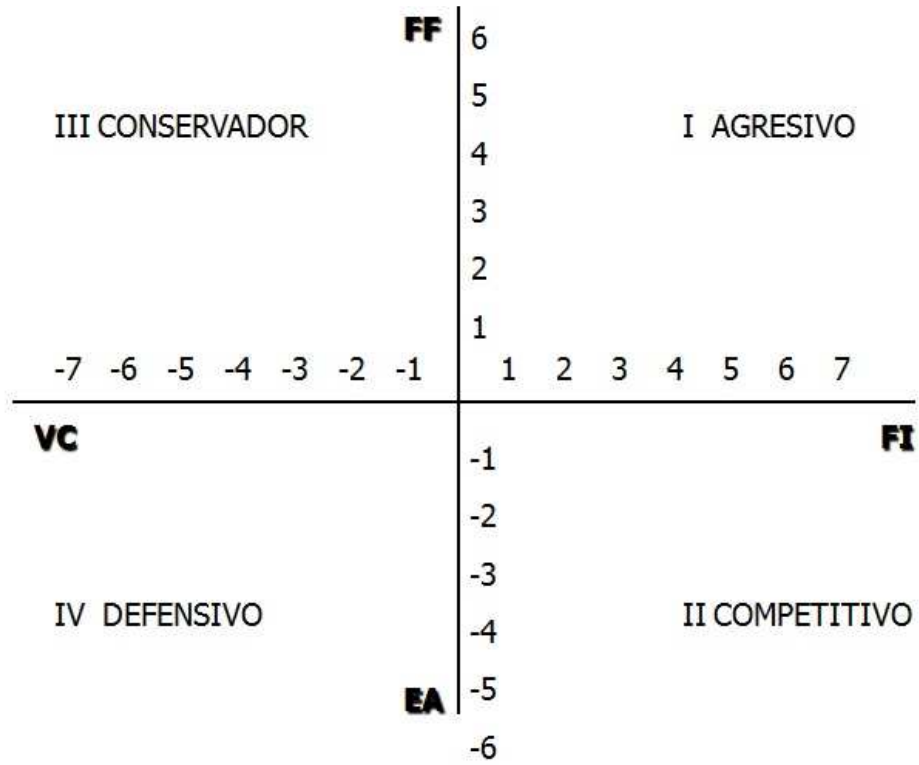 FF
6
5
III CONSERVADOR
I AGRESIVO
4
3
2
1
-7 -6 -5 -4 -3 -2 -1 1 2 3 4 5 6 7
VC
FI
-1
-2
-3
IV DEFENSIVO
II COMPETITIVO
-4
EA
-5
-6